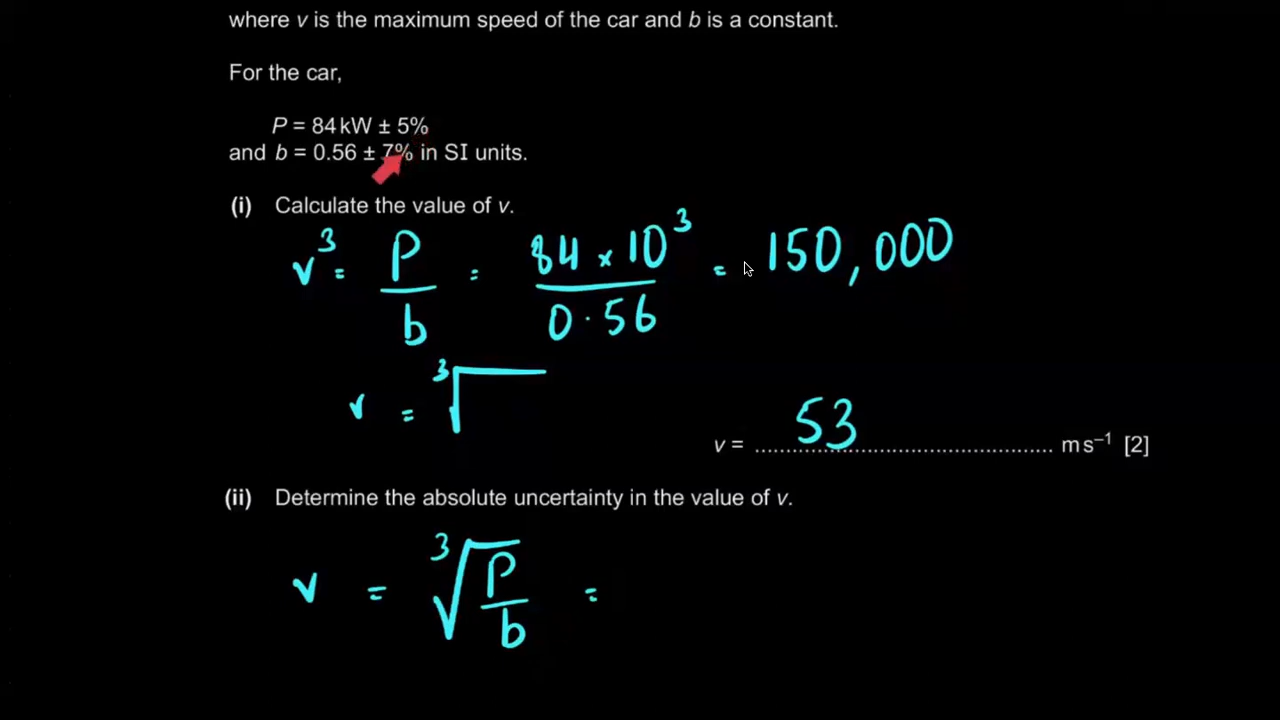 where v is the maximum speed of the car and b is a constant.
For the car,
P = 84 kW ± 5%
and b = 0.56 ± 7% in SI units.
(i) Calculate the value of v.
v³ = P/b = 84 × 10³/0.56 = 150,000
v = ³√
v = 53 m s⁻¹ [2]
(ii) Determine the absolute uncertainty in the value of v.
v = ³√P/b =